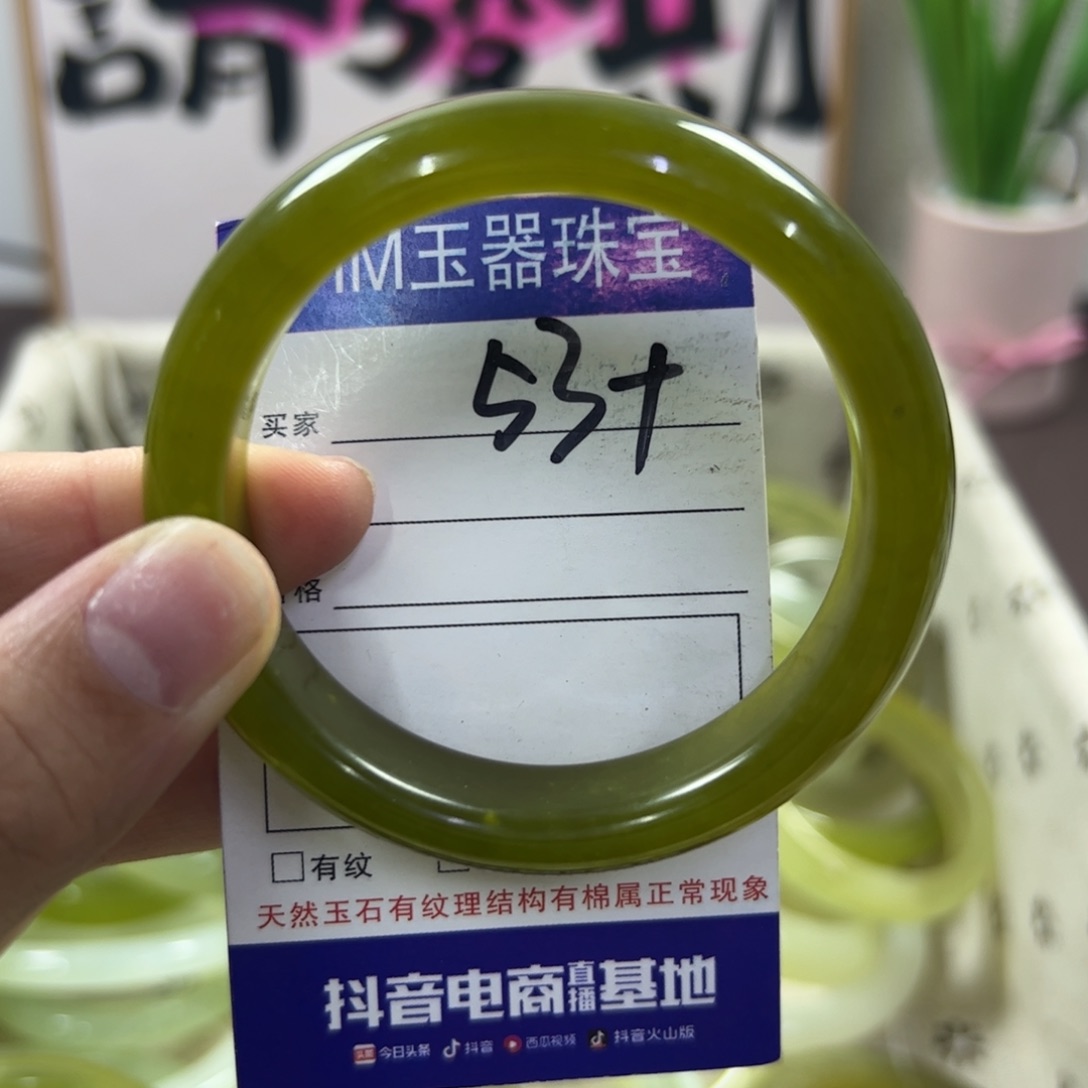 玉器珠宝
53+
买家
格
有纹
天然玉石有纹理结构有棉属正常现象
抖音电商直播基地
今日头条 抖音 西瓜视频 抖音火山版